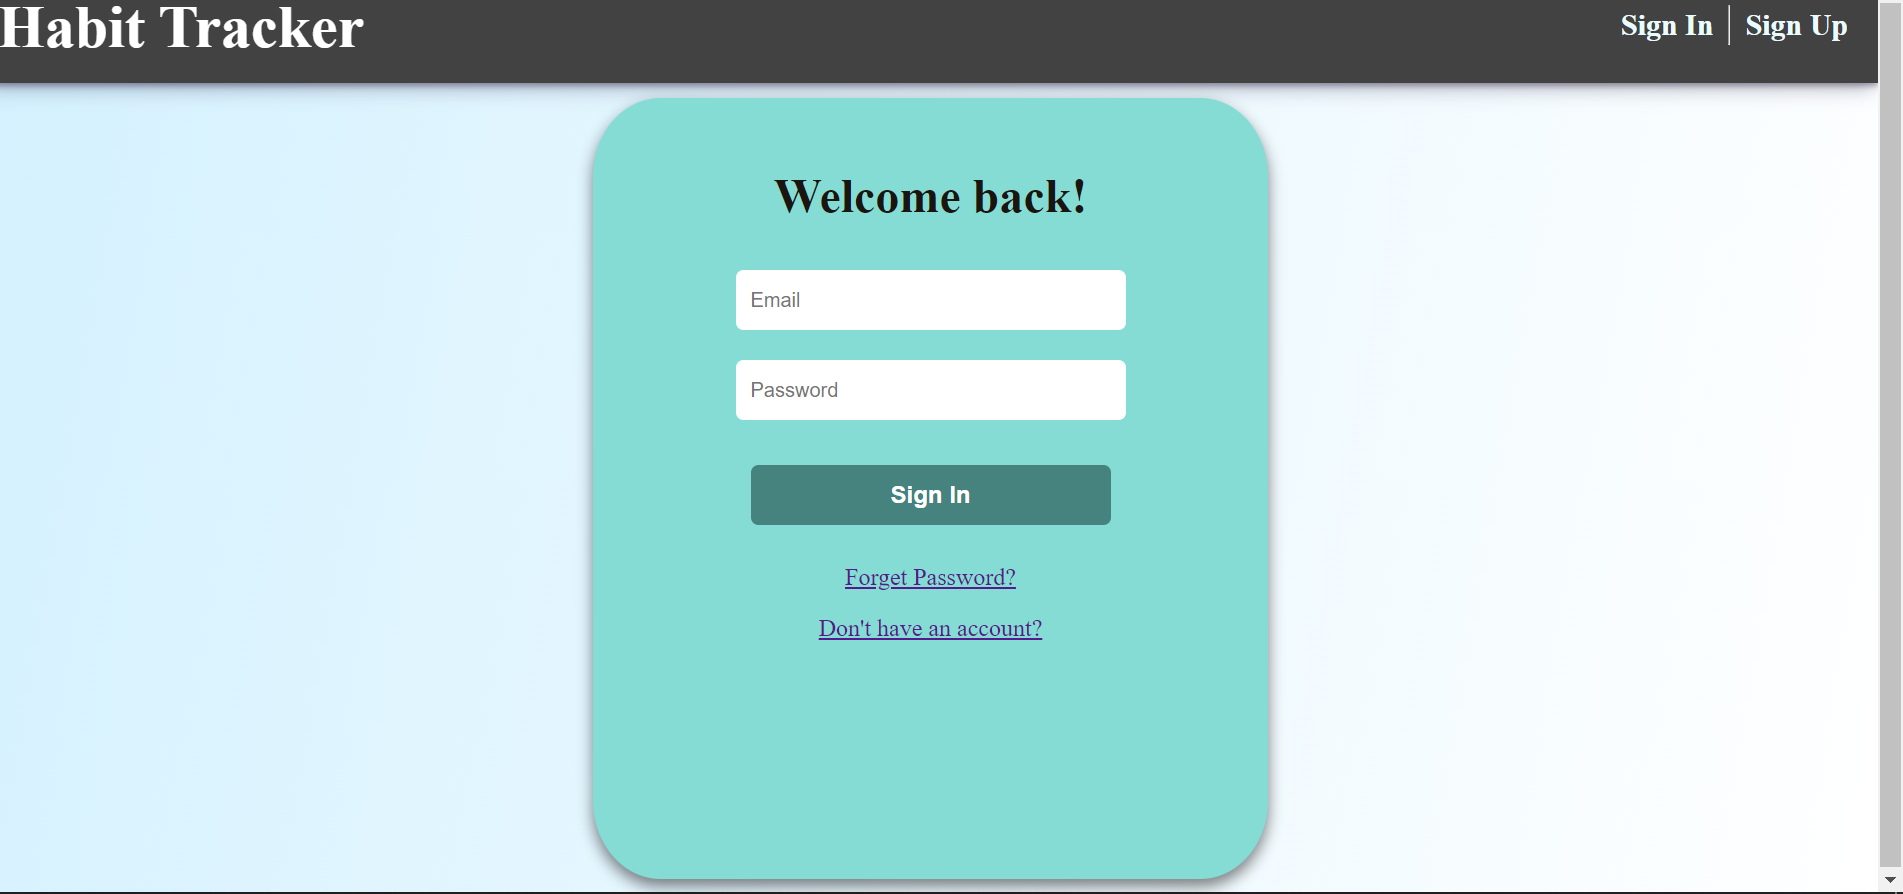 Habit Tracker
Sign In Sign Up
Welcome back!
Email
Password
Sign In
Forget Password?
Don't have an account?